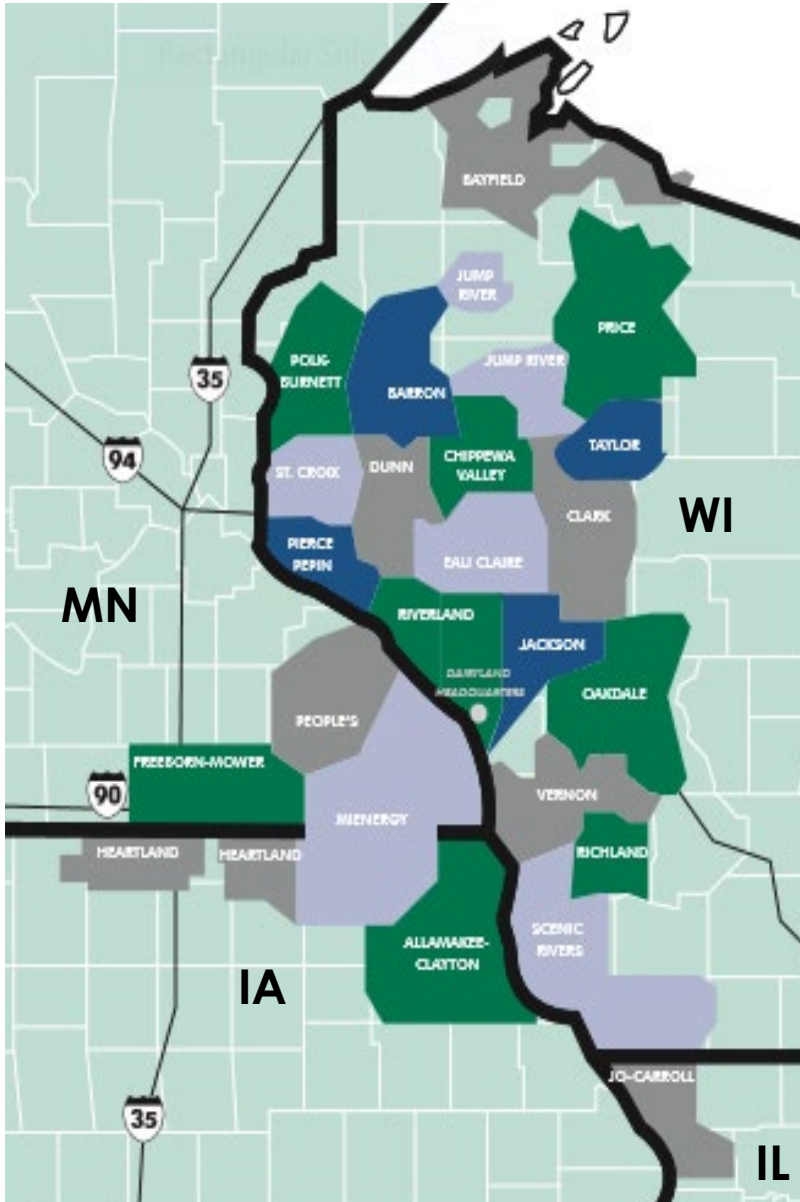 Rectangular Snip
BAYFIELD
JUMP
RIVER
PRICE
POLK-
BURNETT
JUMP RIVER
35
BARRON
94
TAYLOR
CHIPPEWA
VALLEY
DUNN
ST. CROIX
WI
CLARK
PIERCE
PEPIN
EAU CLAIRE
MN
RIVERLAND
JACKSON
DAIRYLAND
HEADQUARTERS
OAKDALE
PEOPLE'S
FREEBORN-MOWER
90
VERNON
MIENERGY
HEARTLAND
HEARTLAND
RICHLAND
SCENIC
RIVERS
ALLAMAKEE-
CLAYTON
IA
JO-CARROLL
35
IL